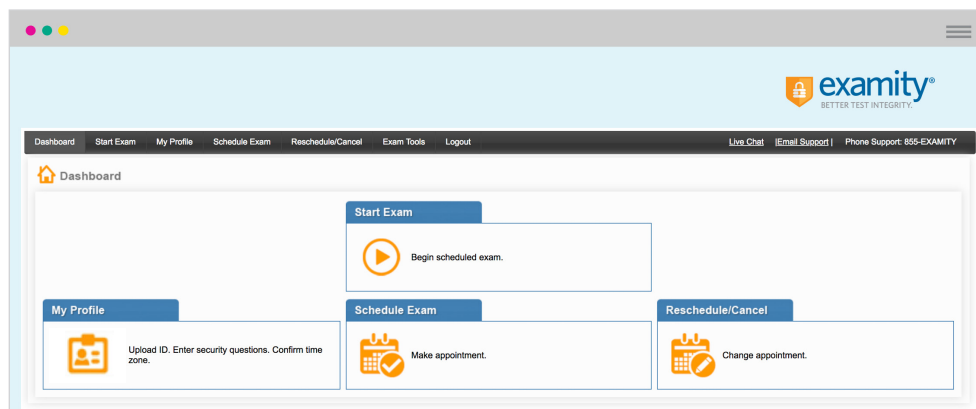 examity®
BETTER TEST INTEGRITY.
Dashboard Start Exam My Profile Schedule Exam Reschedule/Cancel Exam Tools Logout Live Chat |Email Support | Phone Support: 855-EXAMITY
Dashboard
Start Exam
Begin scheduled exam.
My Profile
Upload ID. Enter security questions. Confirm time
zone.
Schedule Exam
Make appointment.
Reschedule/Cancel
Change appointment.